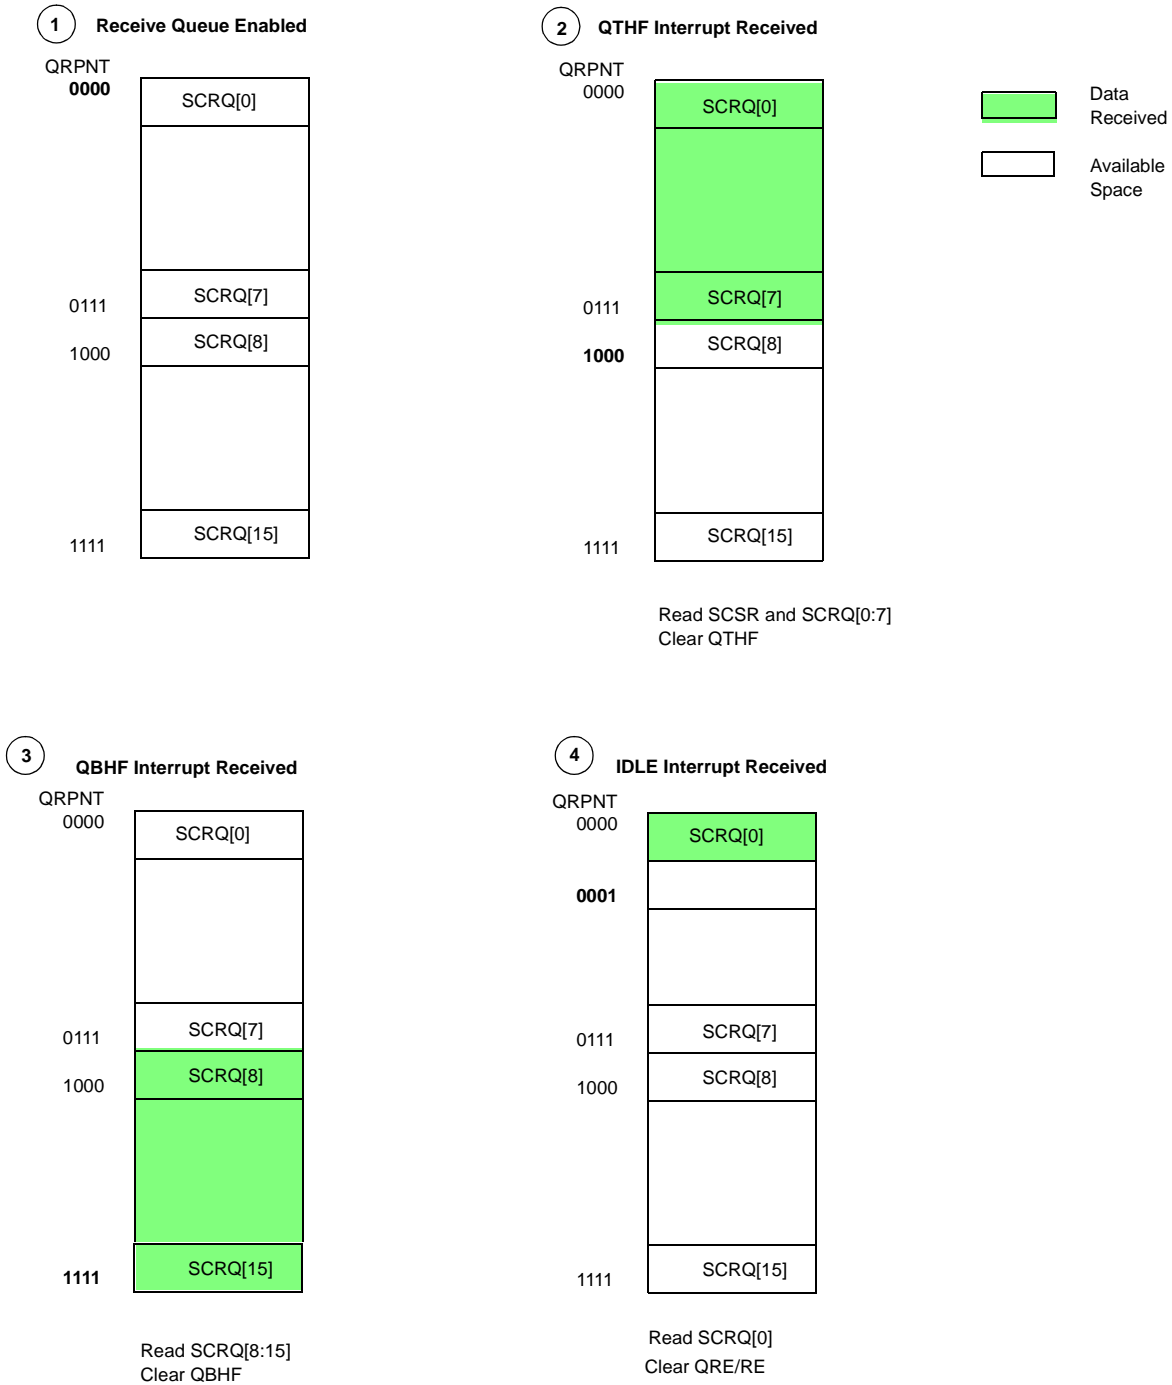 1 Receive Queue Enabled
QRPNT
0000
SCRQ[0]
SCRQ[7]
0111
SCRQ[8]
1000
SCRQ[15]
1111
2 QTHF Interrupt Received
QRPNT
0000
SCRQ[0]
SCRQ[7]
0111
SCRQ[8]
1000
SCRQ[15]
1111
Read SCSR and SCRQ[0:7]
Clear QTHF
Data
Received
Available
Space
3 QBHF Interrupt Received
QRPNT
0000
SCRQ[0]
SCRQ[7]
0111
SCRQ[8]
1000
SCRQ[15]
1111
Read SCRQ[8:15]
Clear QBHF
4 IDLE Interrupt Received
QRPNT
0000
SCRQ[0]
0001
SCRQ[7]
0111
SCRQ[8]
1000
SCRQ[15]
1111
Read SCRQ[0]
Clear QRE/RE